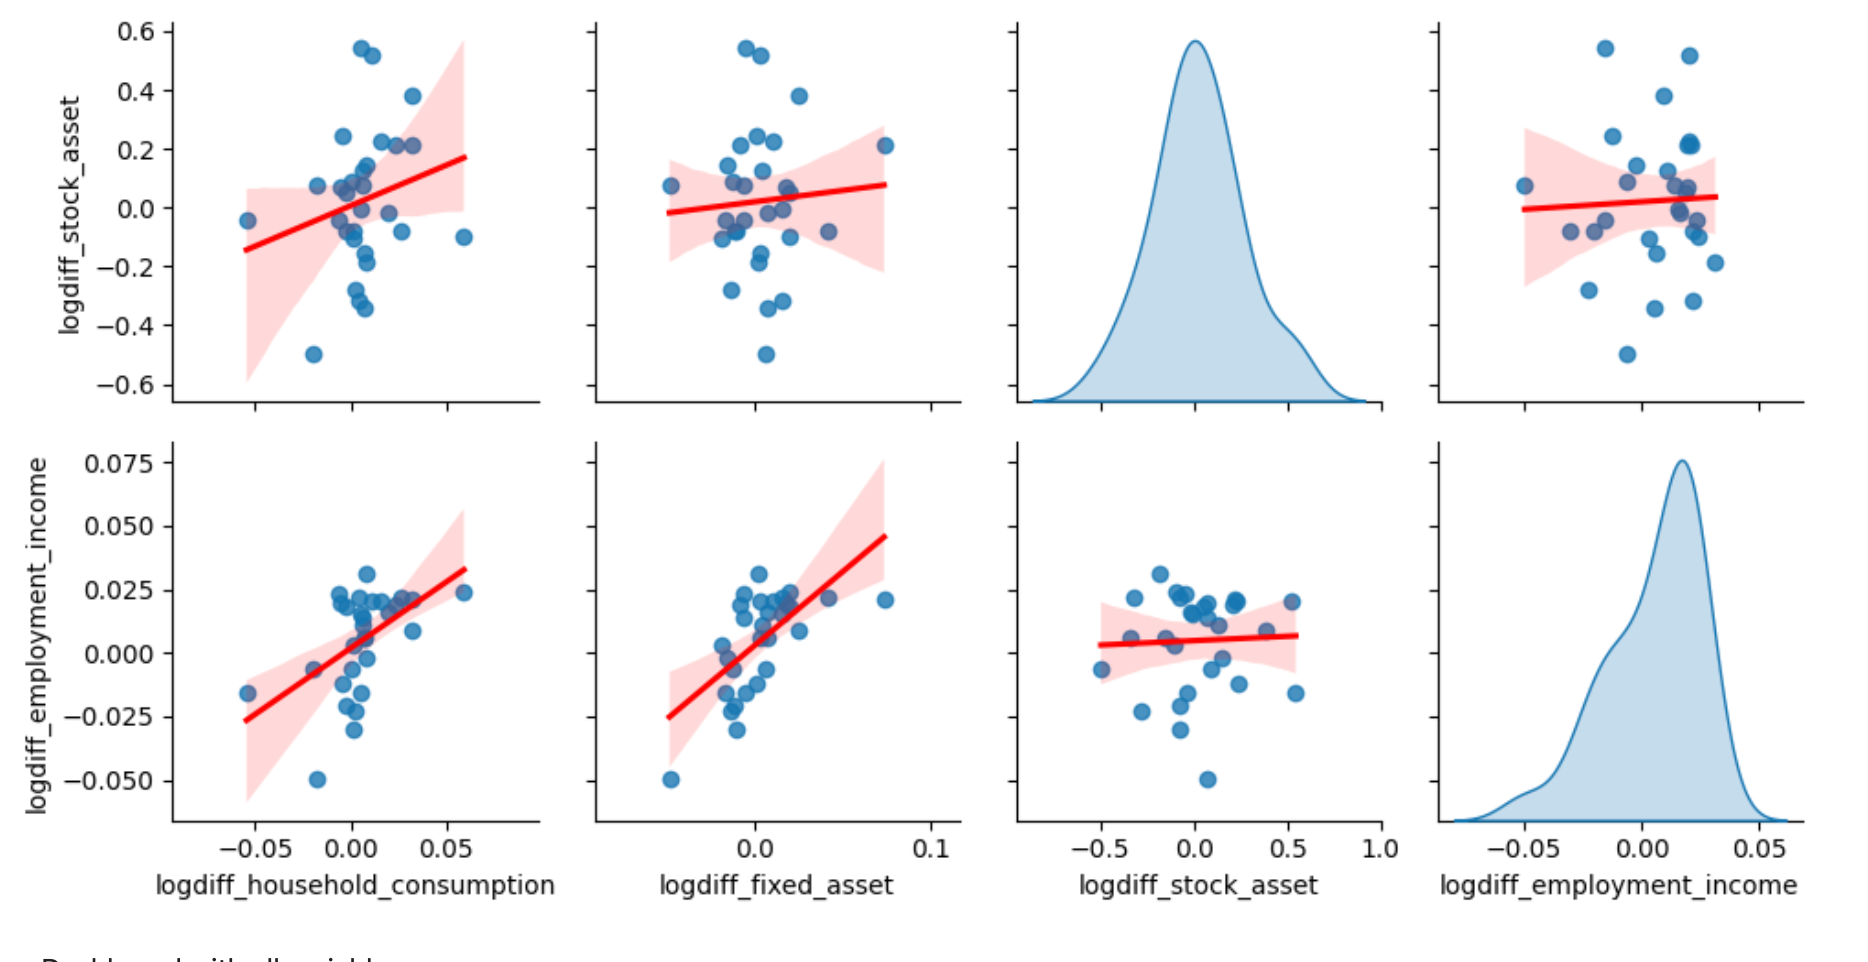 0.6
0.4
0.2
0.0
−0.2
−0.4
−0.6
logdiff_stock_asset
0.075
0.050
0.025
0.000
−0.025
−0.050
logdiff_employment_income
−0.05 0.00 0.05
0.0 0.1
−0.5 0.0 0.5 1.0
−0.05 0.00 0.05
logdiff_household_consumption
logdiff_fixed_asset
logdiff_stock_asset
logdiff_employment_income